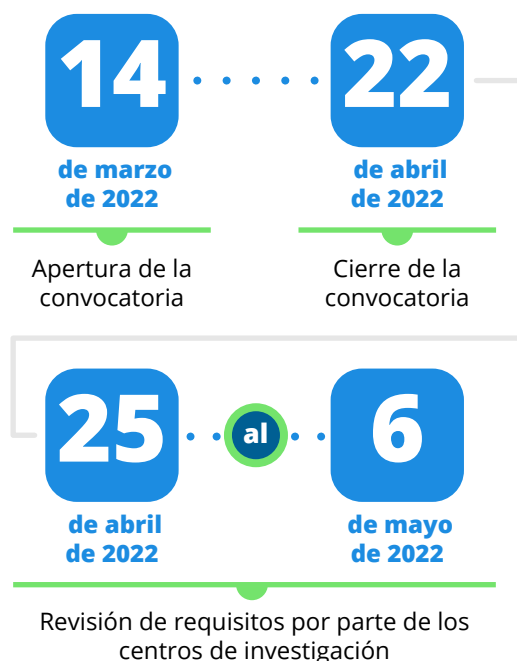 14
de marzo
de 2022
Apertura de la
convocatoria
22
de abril
de 2022
Cierre de la
convocatoria
25
de abril
de 2022
al
6
de mayo
de 2022
Revisión de requisitos por parte de los
centros de investigación